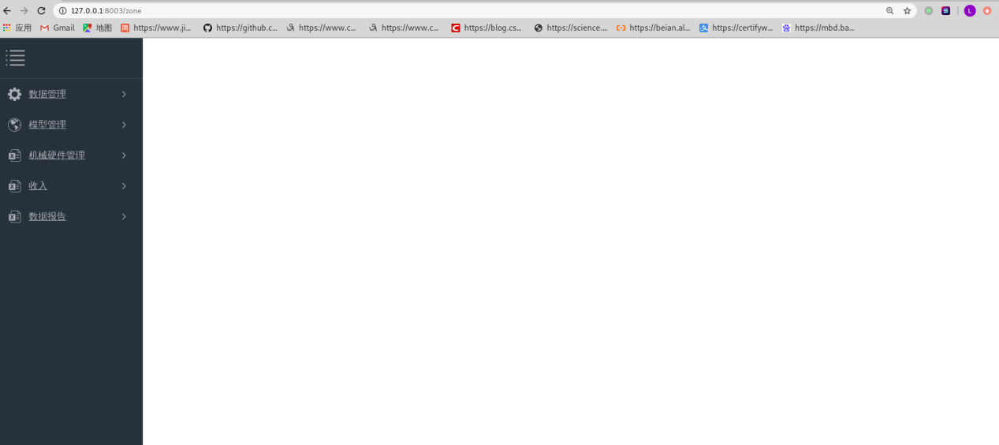 127.0.0.1:8003/zone
应用 Gmail 地图 https://www.ji... https://github.c... https://www.c... https://www.c... https://blog.cs... https://science.... https://beian.al... https://certifyw... https://mbd.ba...
L
数据管理
模型管理
机械硬件管理
收入
数据报告